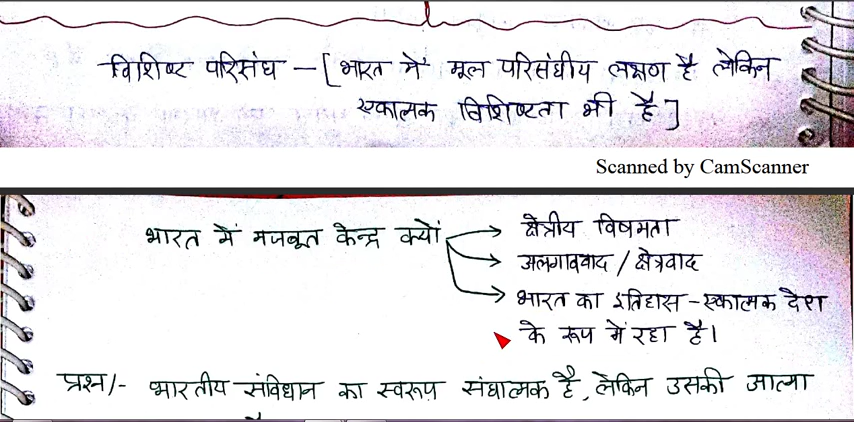 विशिष्ट परिसंघ – [भारत में मूल परिसंघीय लक्षण है लेकिन
एकात्मक विशिष्टता भी है]
Scanned by CamScanner
भारत में मजबूत केन्द्र क्यों → क्षेत्रीय विषमता
→ अलगाववाद / क्षेत्रवाद
→ भारत का इतिहास – एकात्मक देश
के रूप में रहा है।
प्रश्न/- भारतीय संविधान का स्वरूप संघात्मक है, लेकिन उसकी आत्मा